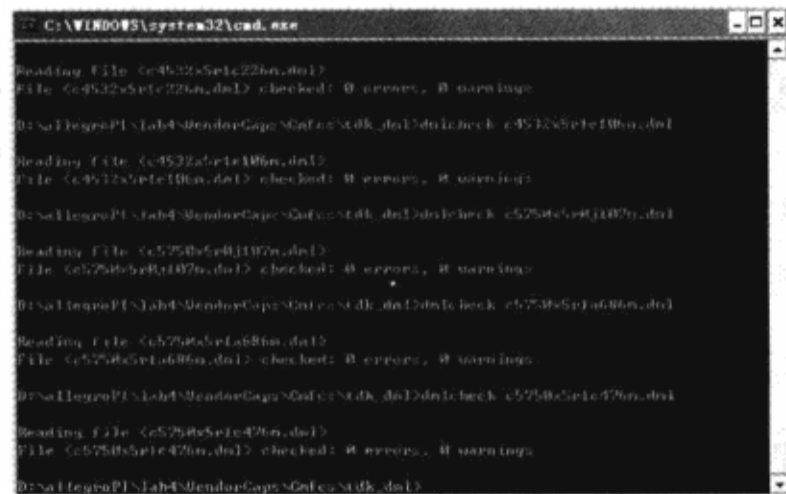 C:\WINDOWS\system32\cmd.exe
Reading file <c4532x5r1c226m.dml>
File <c4532x5r1c226m.dml> checked: 0 errors, 0 warnings
D:\allegroPI\lab4\VendorCaps\Cmfcs\tdk_dml>dmlcheck c4532x5r1e106m.dml
Reading file <c4532x5r1e106m.dml>
File <c4532x5r1e106m.dml> checked: 0 errors, 0 warnings
D:\allegroPI\lab4\VendorCaps\Cmfcs\tdk_dml>dmlcheck c5750x5r0j107m.dml
Reading file <c5750x5r0j107m.dml>
File <c5750x5r0j107m.dml> checked: 0 errors, 0 warnings
D:\allegroPI\lab4\VendorCaps\Cmfcs\tdk_dml>dmlcheck c5750x5r1a686m.dml
Reading file <c5750x5r1a686m.dml>
File <c5750x5r1a686m.dml> checked: 0 errors, 0 warnings
D:\allegroPI\lab4\VendorCaps\Cmfcs\tdk_dml>dmlcheck c5750x5r1c476m.dml
Reading file <c5750x5r1c476m.dml>
File <c5750x5r1c476m.dml> checked: 0 errors, 0 warnings
D:\allegroPI\lab4\VendorCaps\Cmfcs\tdk_dml>